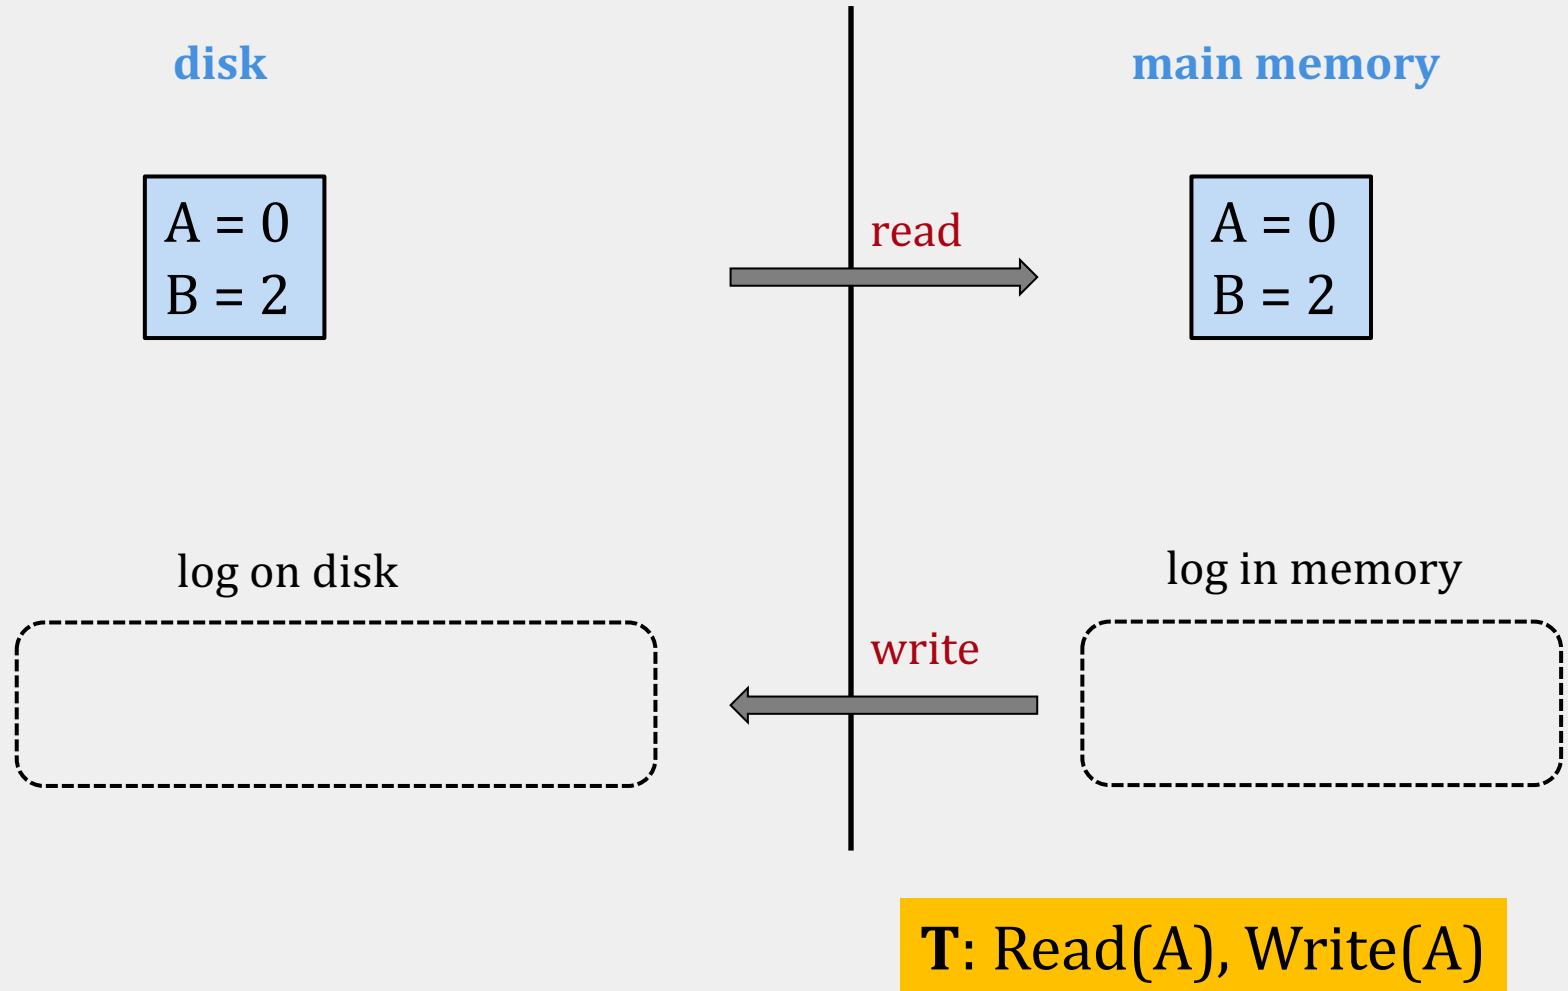 disk
main memory
A = 0
B = 2
read
A = 0
B = 2
log on disk
log in memory
write
T: Read(A), Write(A)